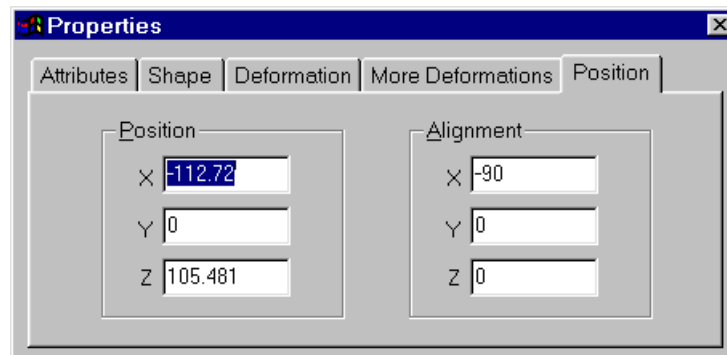 Properties
Attributes Shape Deformation More Deformations Position
Position Alignment
X -112.72 X -90
Y 0 Y 0
Z 105.481 Z 0